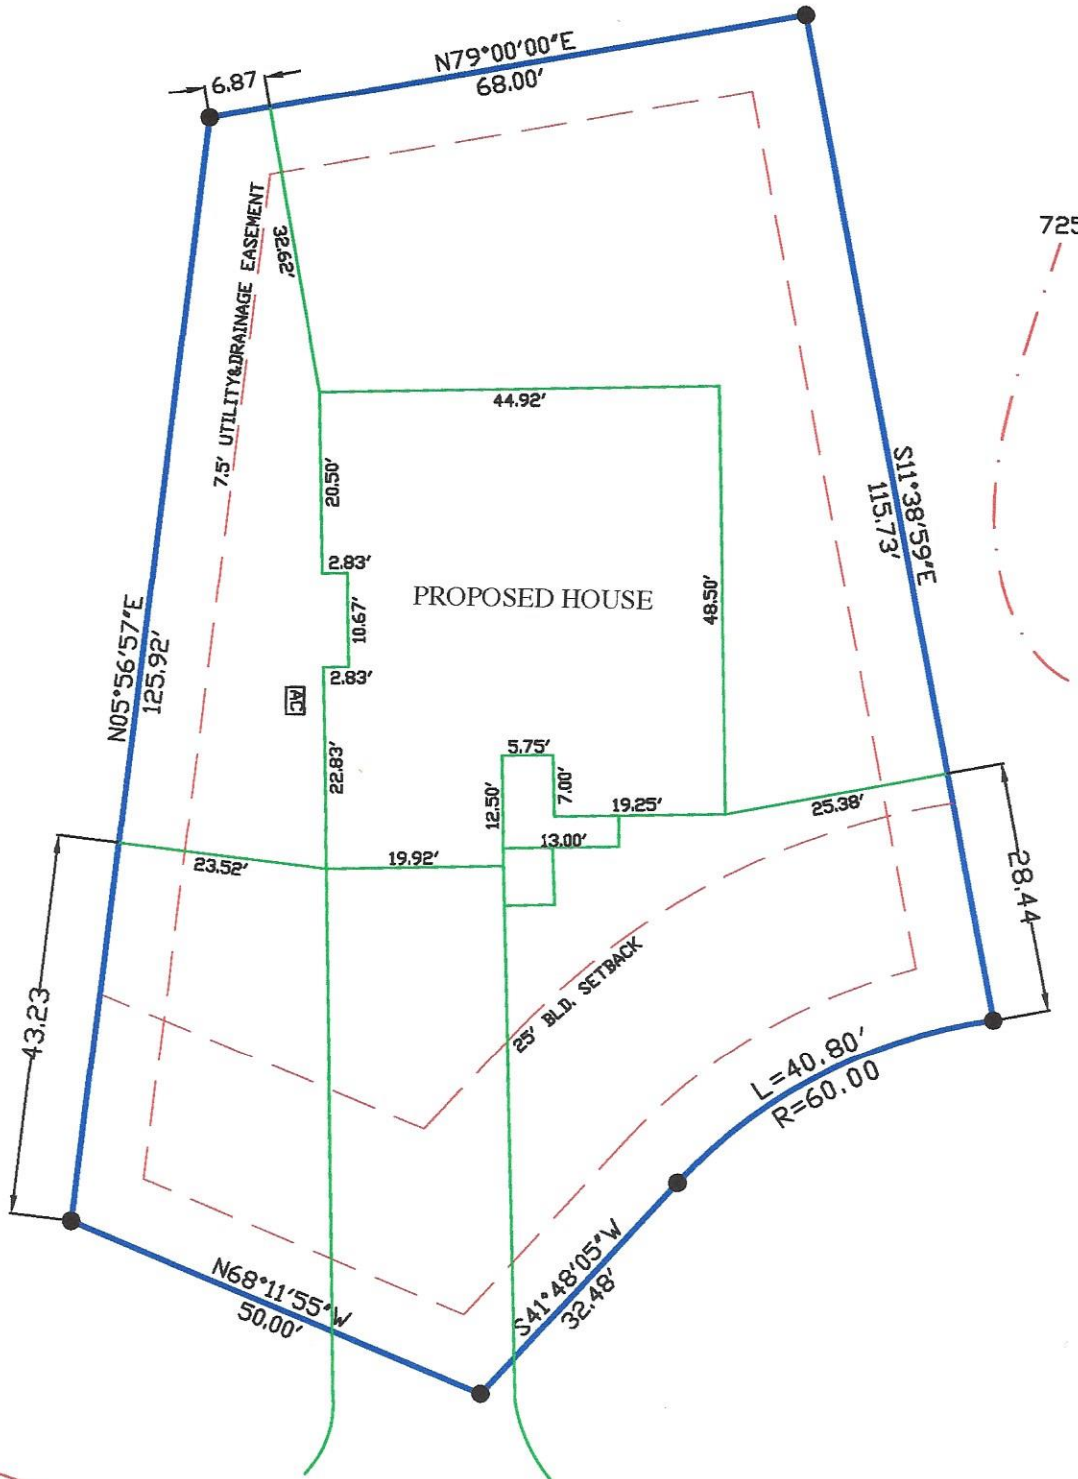 N79°00'00"E
68.00'
6.87
725
7.5' UTILITY&DRAINAGE EASEMENT
32.62'
44.92'
20.50'
2.83'
10.67'
2.83'
PROPOSED HOUSE
48.50'
S11°38'59"E
115.73'
N05°56'57"E
125.92'
AC
22.83'
5.75'
7.00'
12.50'
19.25'
13.00'
25.38'
23.52'
19.92'
28.44
43.23
25' BLD. SETBACK
L=40.80'
R=60.00
N68°11'55"W
50.00'
S41°48'05"W
32.48'